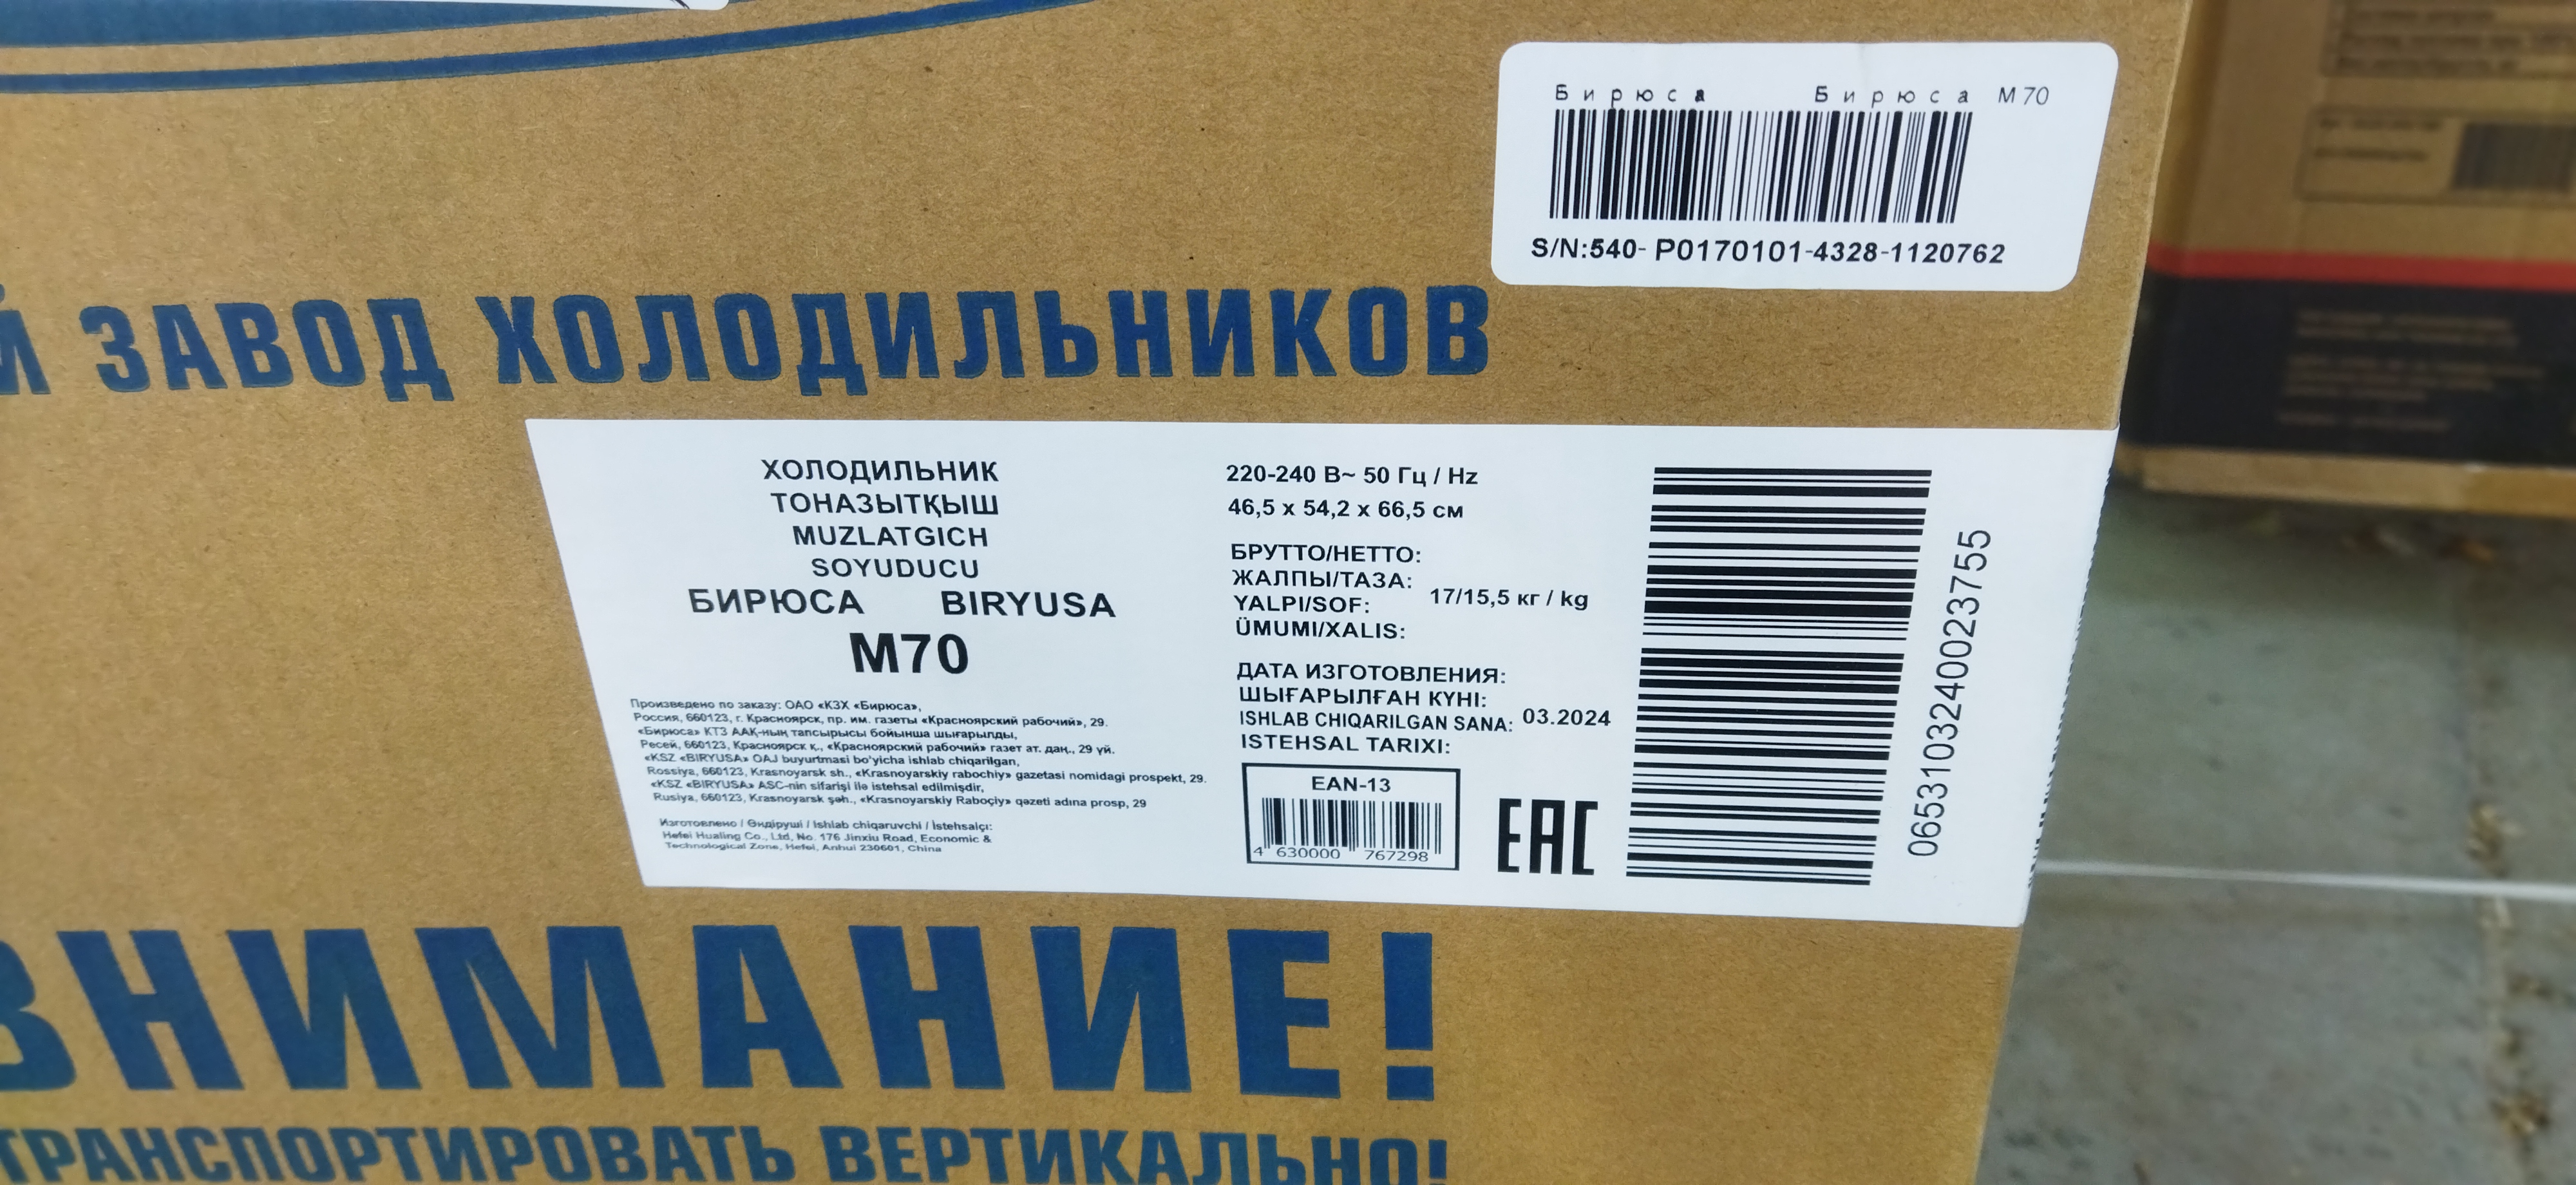 Бирюса Бирюса М70
S/N:540- P0170101-4328-1120762
Й ЗАВОД ХОЛОДИЛЬНИКОВ
ХОЛОДИЛЬНИК
ТОНАЗЫТҚЫШ
MUZLATGICH
SOYUDUCU
БИРЮСА BIRYUSA
M70
Произведено по заказу: ОАО «КЗХ «Бирюса»,
Россия, 660123, г. Красноярск, пр. им. газеты «Красноярский рабочий», 29.
«Бирюса» КТЗ ААҚ-ның тапсырысы бойынша шығарылды,
Ресей, 660123, Красноярск қ., «Красноярский рабочий» газет ат. даң., 29 үй.
«KSZ «BIRYUSA» OAJ buyurtmasi bo'yicha ishlab chiqarilgan,
Rossiya, 660123, Krasnoyarsk sh., «Krasnoyarskiy rabochiy» gazetasi nomidagi prospekt, 29.
«KSZ «BIRYUSA» ASC-nin sifarişi ilə istehsal edilmişdir,
Rusiya, 660123, Krasnoyarsk şəh., «Krasnoyarskiy Raboçiy» qəzeti adına prosp, 29
Изготовлено / Өндіруші / Ishlab chiqaruvchi / İstehsalçı:
Hefei Hualing Co., Ltd, No. 176 Jinxiu Road, Economic &
Technological Zone, Hefei, Anhui 230601, China
220-240 В~ 50 Гц / Hz
46,5 x 54,2 x 66,5 см
БРУТТО/НЕТТО:
ЖАЛПЫ/ТАЗА:
YALPI/SOF:
ÜMUMI/XALIS:
17/15,5 кг / kg
ДАТА ИЗГОТОВЛЕНИЯ:
ШЫҒАРЫЛҒАН КҮНІ:
ISHLAB CHIQARILGAN SANA:
ISTEHSAL TARIXI:
03.2024
EAN-13
4 630000 767298
EAC
0653103240023755
ВНИМАНИЕ!
ТРАНСПОРТИРОВАТЬ ВЕРТИКАЛЬНО!